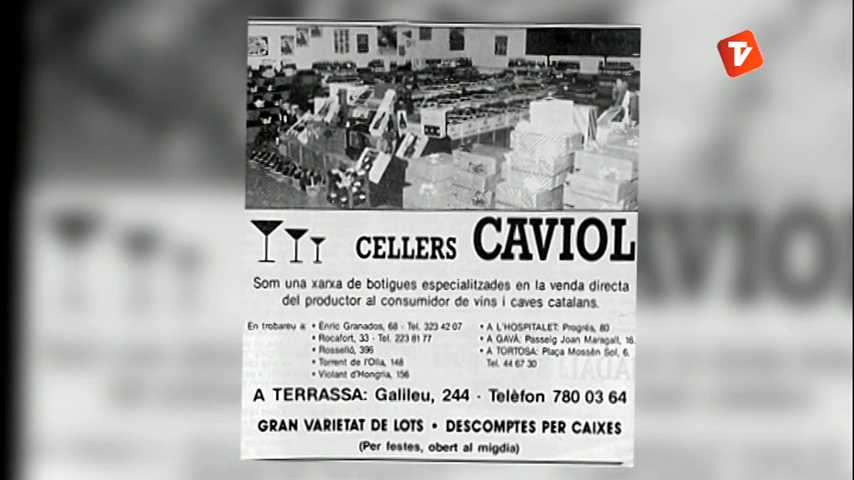 TV
CELLERS CAVIOL
Som una xarxa de botigues especialitzades en la venda directa
del productor al consumidor de vins i caves catalans.
En trobareu a: • Enric Granados, 68 - Tel. 323 42 07
• Rocafort, 33 - Tel. 223 81 77
• Rosselló, 396
• Torrent de l'Olla, 148
• Violant d'Hongria, 156
• A L'HOSPITALET: Progrés, 80
• A GAVÀ: Passeig Joan Maragall, 16.
• A TORTOSA: Plaça Mossèn Sol, 6.
Tel. 44 67 30
A TERRASSA: Galileu, 244 - Telèfon 780 03 64
GRAN VARIETAT DE LOTS • DESCOMPTES PER CAIXES
(Per festes, obert al migdia)